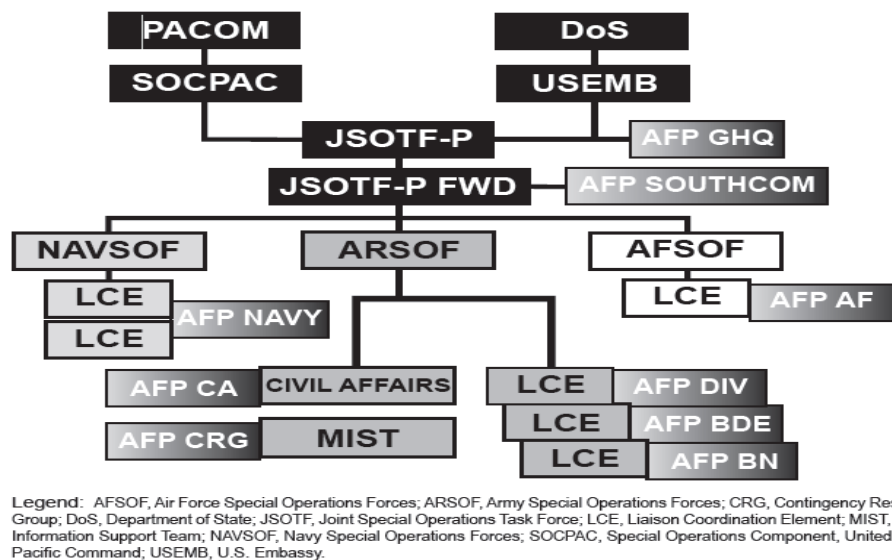 PACOM DoS
SOCPAC USEMB
JSOTF-P AFP GHQ
JSOTF-P FWD AFP SOUTHCOM
NAVSOF ARSOF AFSOF
LCE LCE AFP AF
AFP NAVY
LCE
AFP CA CIVIL AFFAIRS LCE AFP DIV
AFP CRG MIST LCE AFP BDE
LCE AFP BN
Legend: AFSOF, Air Force Special Operations Forces; ARSOF, Army Special Operations Forces; CRG, Contingency
Group; DoS, Department of State; JSOTF, Joint Special Operations Task Force; LCE, Liaison Coordination Element; MIST,
Information Support Team; NAVSOF, Navy Special Operations Forces; SOCPAC, Special Operations Component,
Pacific Command; USEMB, U.S. Embassy.